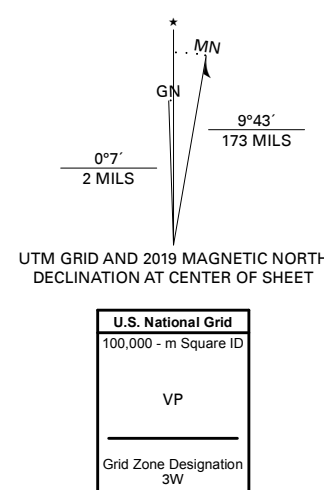 ★
MN
GN
9°43´
173 MILS
0°7´
2 MILS
UTM GRID AND 2019 MAGNETIC NORTH
DECLINATION AT CENTER OF SHEET
U.S. National Grid
100,000 - m Square ID
VP
Grid Zone Designation
3W